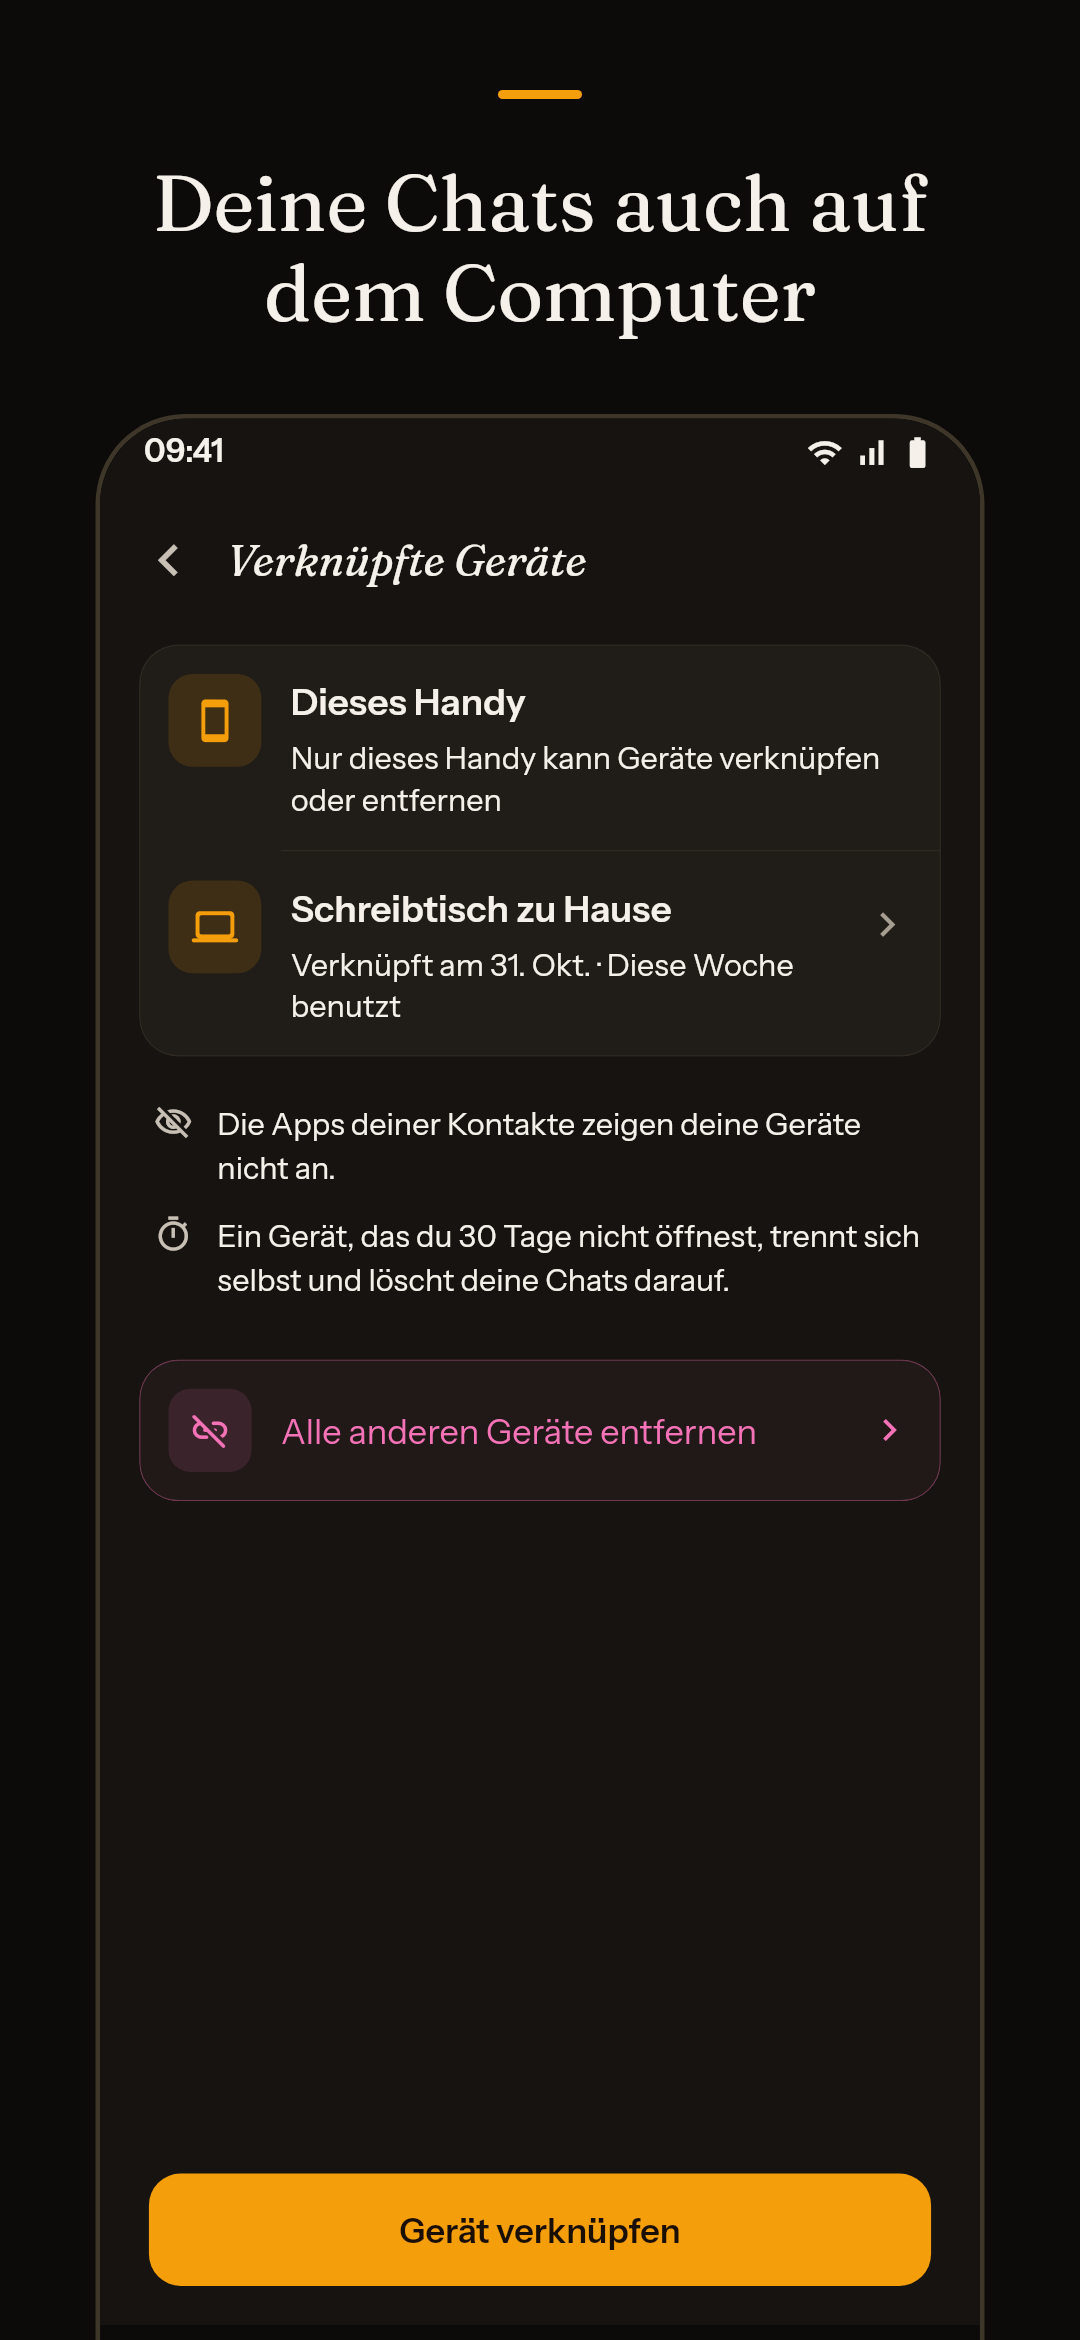 Deine Chats auch auf
dem Computer
09:41
Verknüpfte Geräte
Dieses Handy
Nur dieses Handy kann Geräte verknüpfen
oder entfernen
Schreibtisch zu Hause
Verknüpft am 31. Okt. · Diese Woche
benutzt
Die Apps deiner Kontakte zeigen deine Geräte
nicht an.
Ein Gerät, das du 30 Tage nicht öffnest, trennt sich
selbst und löscht deine Chats darauf.
Alle anderen Geräte entfernen
Gerät verknüpfen